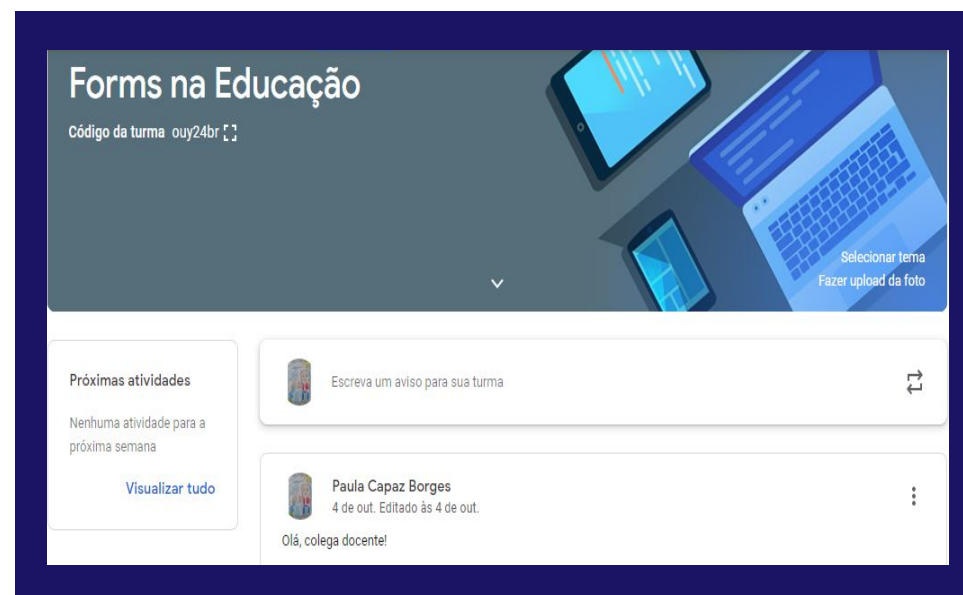 Forms na Educação
Código da turma ouy24br
Selecionar tema
Fazer upload da foto
Próximas atividades
Nenhuma atividade para a
próxima semana
Visualizar tudo
Escreva um aviso para sua turma
Paula Capaz Borges
4 de out. Editado às 4 de out.
Olá, colega docente!